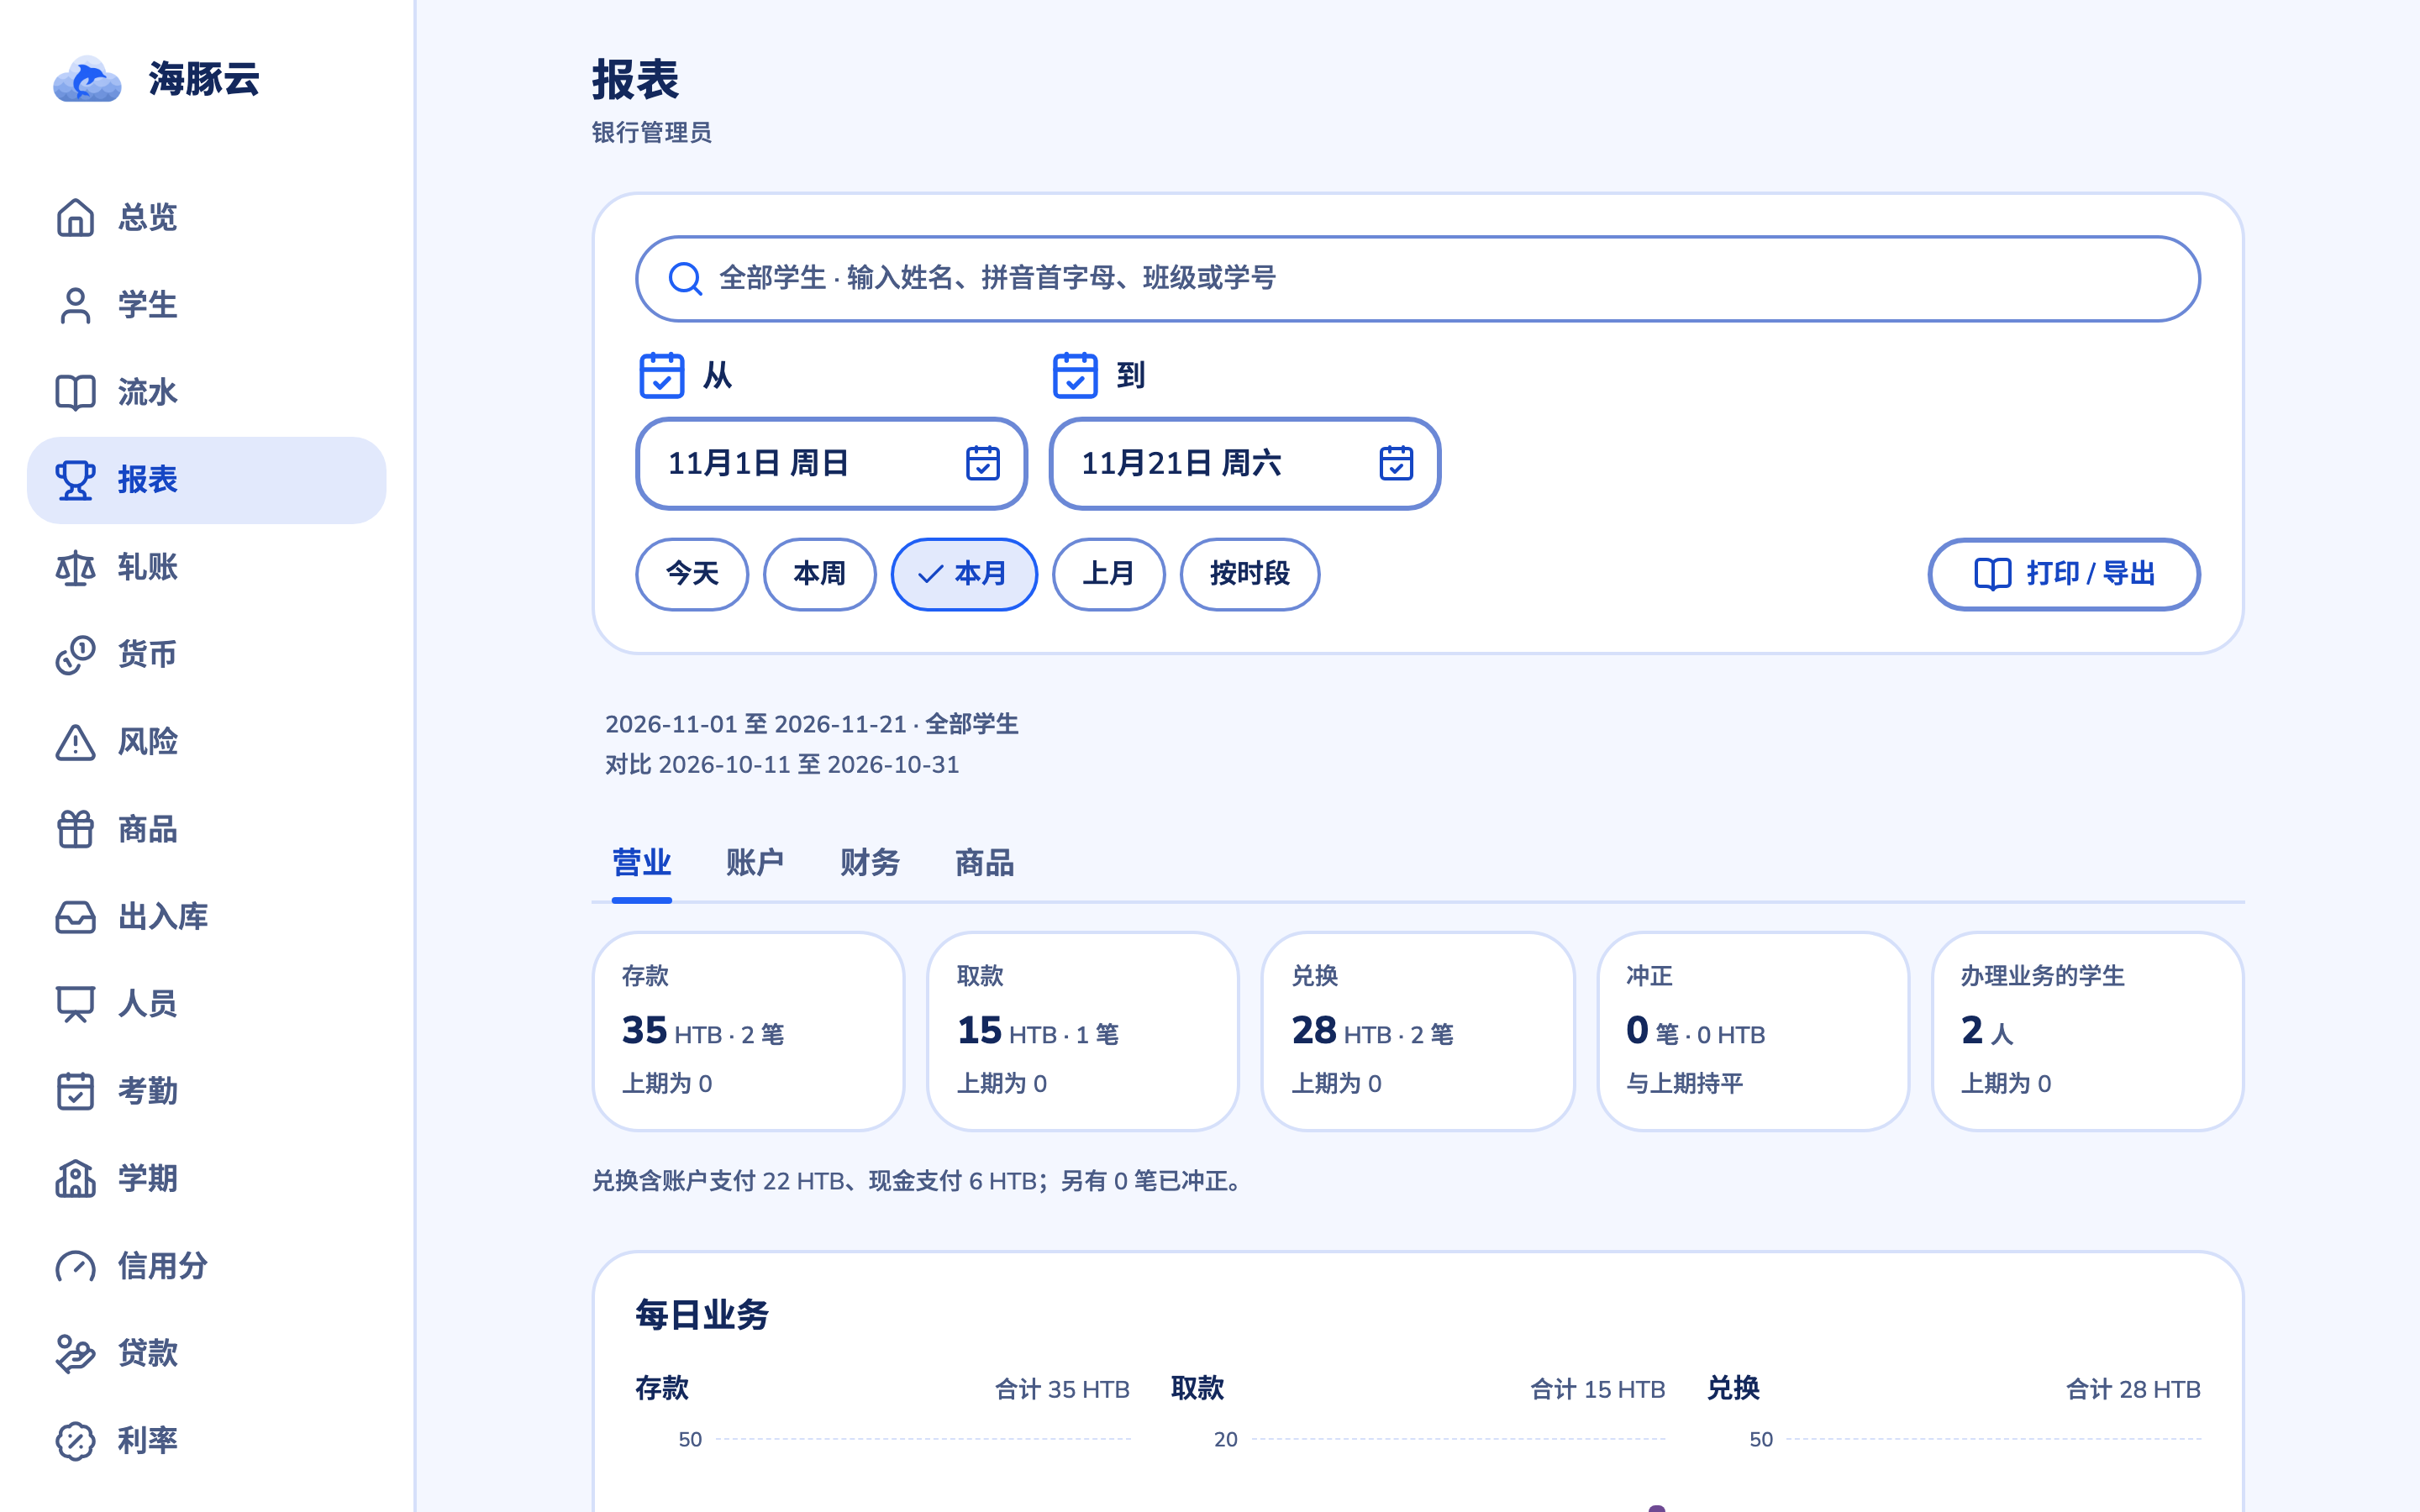 海豚云
总览
学生
流水
报表
轧账
货币
风险
商品
出入库
人员
考勤
学期
信用分
贷款
利率
报表
银行管理员
全部学生 · 输入姓名、拼音首字母、班级或学号
从
到
11月1日 周日
11月21日 周六
今天
本周
本月
上月
按时段
打印 / 导出
2026-11-01 至 2026-11-21 · 全部学生
对比 2026-10-11 至 2026-10-31
营业
账户
财务
商品
存款
35 HTB · 2 笔
上期为 0
取款
15 HTB · 1 笔
上期为 0
兑换
28 HTB · 2 笔
上期为 0
冲正
0 笔 · 0 HTB
与上期持平
办理业务的学生
2 人
上期为 0
兑换含账户支付 22 HTB、现金支付 6 HTB；另有 0 笔已冲正。
每日业务
存款 合计 35 HTB
50
取款 合计 15 HTB
20
兑换 合计 28 HTB
50